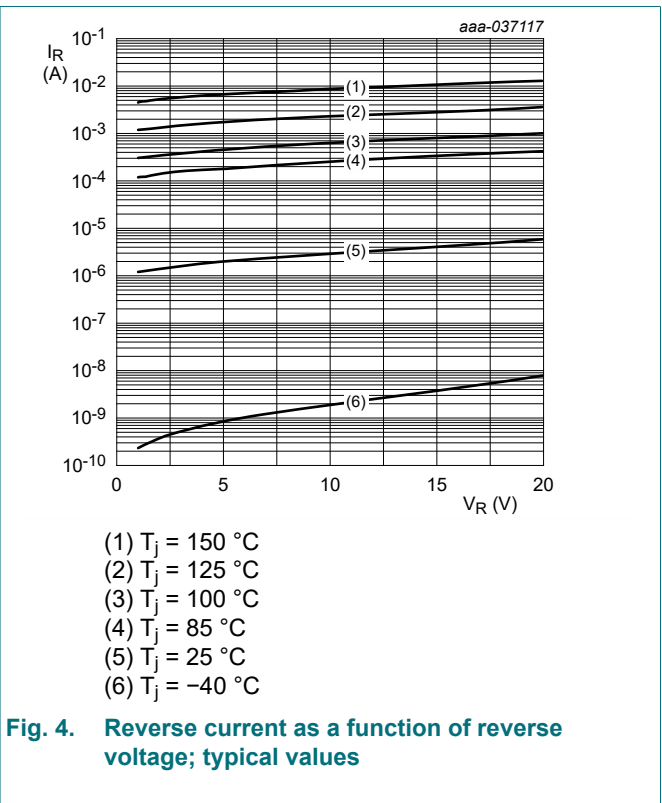 aaa-037117
I_R
(A)
10^-1
10^-2
10^-3
10^-4
10^-5
10^-6
10^-7
10^-8
10^-9
10^-10
(1)
(2)
(3)
(4)
(5)
(6)
0 5 10 15 20
V_R (V)
(1) T_j = 150 °C
(2) T_j = 125 °C
(3) T_j = 100 °C
(4) T_j = 85 °C
(5) T_j = 25 °C
(6) T_j = −40 °C
Fig. 4. Reverse current as a function of reverse
voltage; typical values